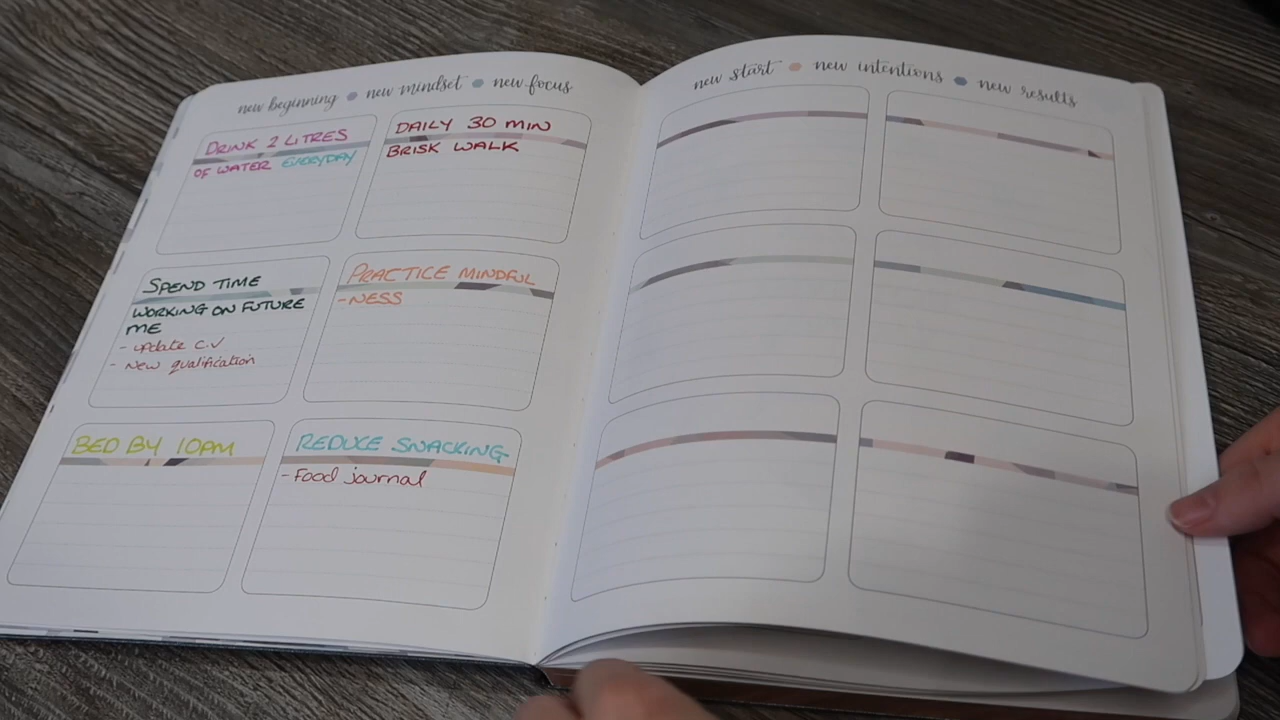 new beginning new mindset new focus
DRINK 2 LITRES
OF WATER EVERYDAY
DAILY 30 MIN
BRISK WALK
SPEND TIME
WORKING ON FUTURE
ME
- update C.V
- New qualification
PRACTICE MINDFUL
-NESS
BED BY 10PM
REDUCE SNACKING
- Food journal
new start new intentions new results